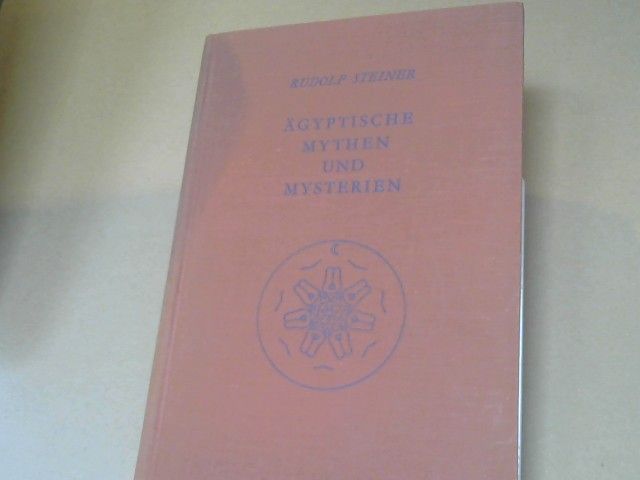 RUDOLF STEINER
ÄGYPTISCHE
MYTHEN
UND
MYSTERIEN